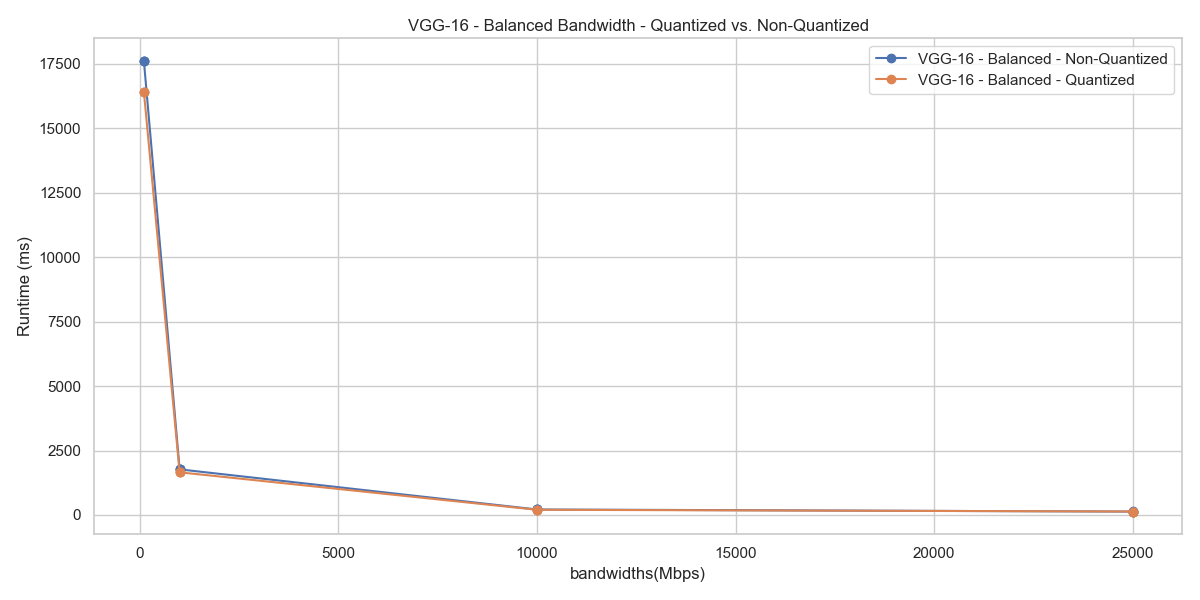 VGG-16 - Balanced Bandwidth - Quantized vs. Non-Quantized
VGG-16 - Balanced - Non-Quantized
VGG-16 - Balanced - Quantized
Runtime (ms)
17500
15000
12500
10000
7500
5000
2500
0
0 5000 10000 15000 20000 25000
bandwidths(Mbps)